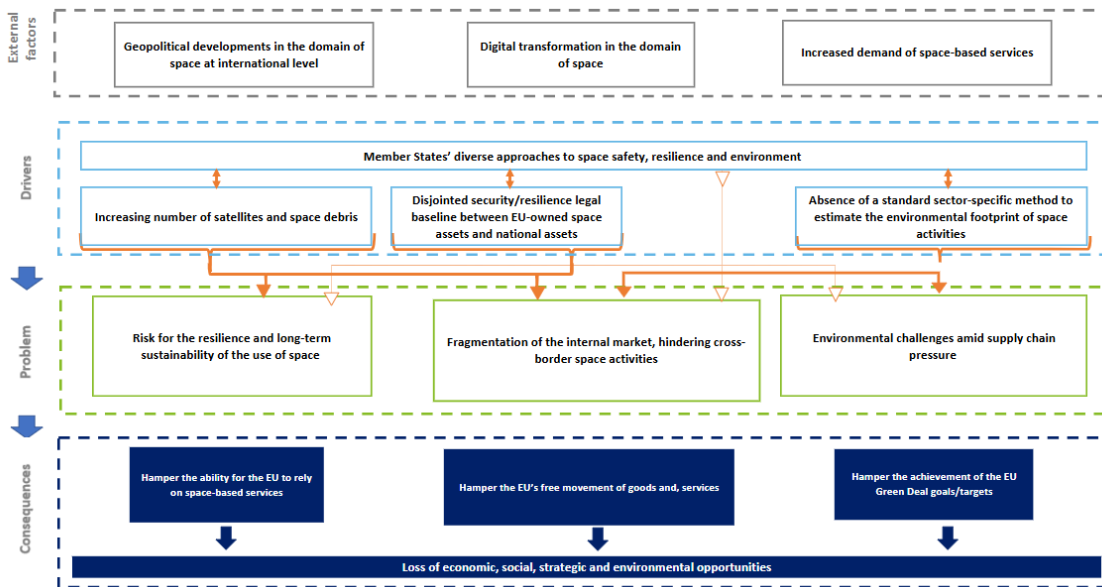 External
factors
Geopolitical developments in the domain of
space at international level
Digital transformation in the domain
of space
Increased demand of space-based services
Drivers
Member States’ diverse approaches to space safety, resilience and environment
Increasing number of satellites and space debris
Disjointed security/resilience legal
baseline between EU-owned space
assets and national assets
Absence of a standard sector-specific method to
estimate the environmental footprint of space
activities
Problem
Risk for the resilience and long-term
sustainability of the use of space
Fragmentation of the internal market, hindering cross-
border space activities
Environmental challenges amid supply chain
pressure
Consequences
Hamper the ability for the EU to rely
on space-based services
Hamper the EU’s free movement of goods and, services
Hamper the achievement of the EU
Green Deal goals/targets
Loss of economic, social, strategic and environmental opportunities